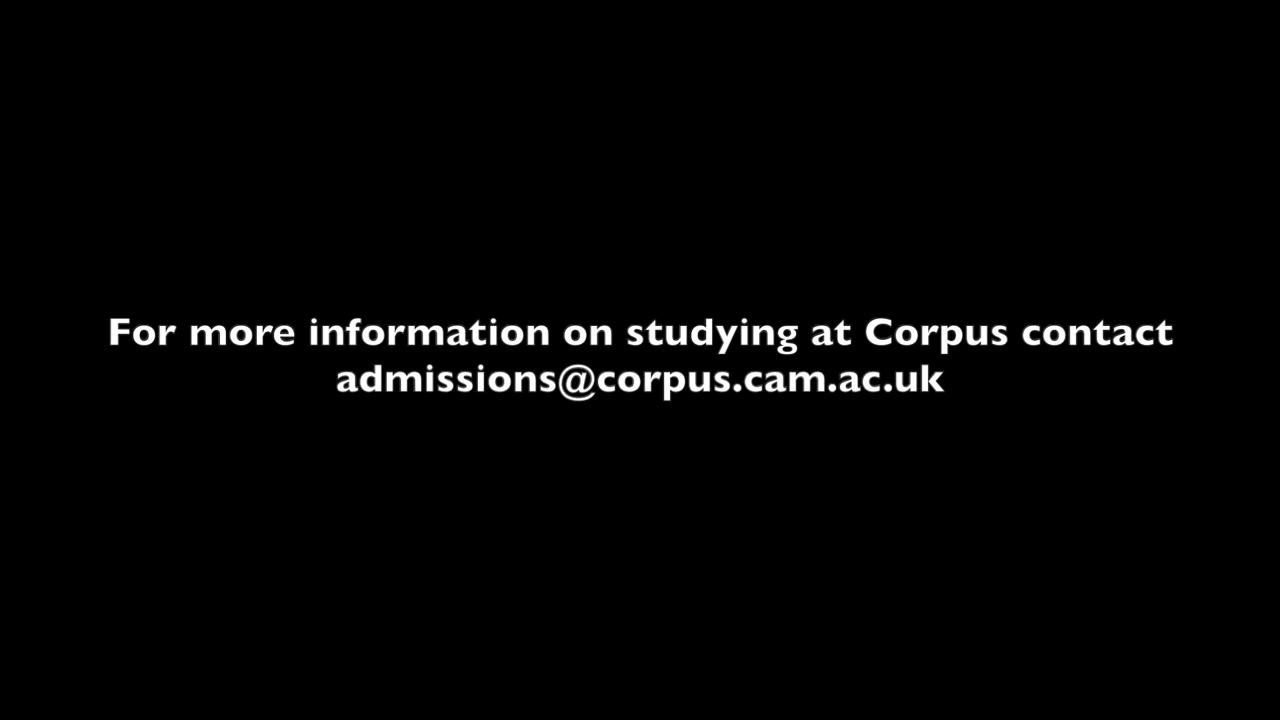 For more information on studying at Corpus contact
admissions@corpus.cam.ac.uk